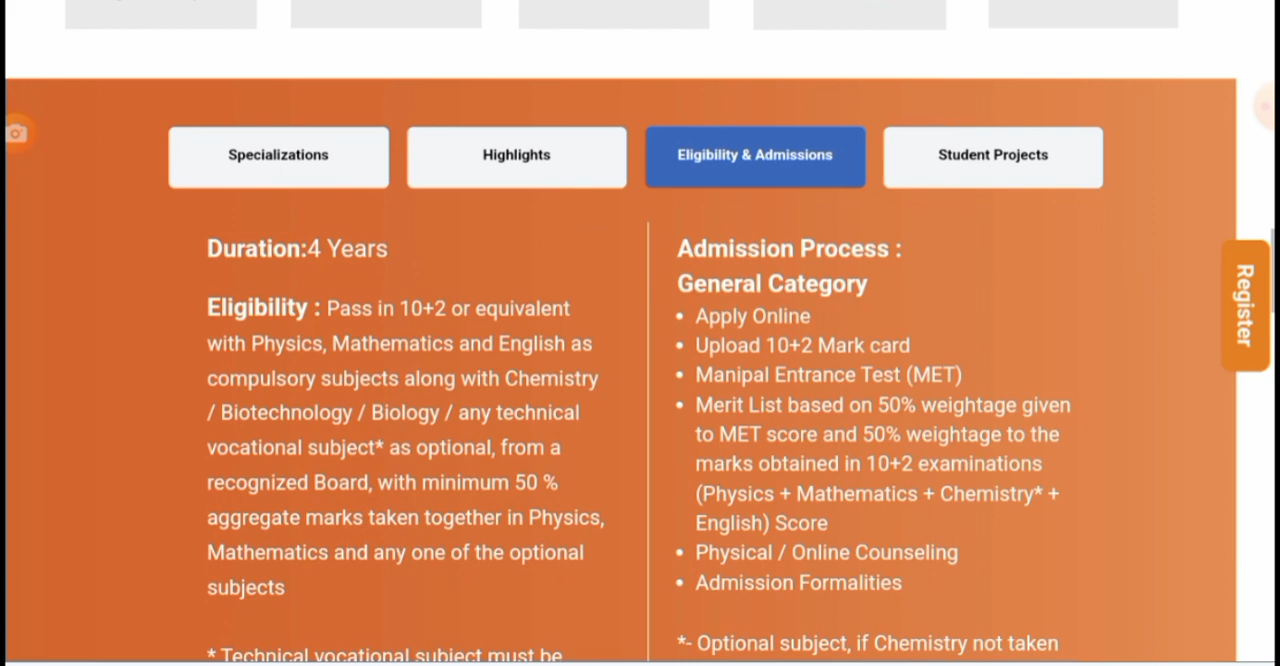 Specializations
Highlights
Eligibility & Admissions
Student Projects
Duration:4 Years
Eligibility : Pass in 10+2 or equivalent
with Physics, Mathematics and English as
compulsory subjects along with Chemistry
/ Biotechnology / Biology / any technical
vocational subject* as optional, from a
recognized Board, with minimum 50 %
aggregate marks taken together in Physics,
Mathematics and any one of the optional
subjects
* Technical vocational subject must be
Admission Process :
General Category
• Apply Online
• Upload 10+2 Mark card
• Manipal Entrance Test (MET)
• Merit List based on 50% weightage given
to MET score and 50% weightage to the
marks obtained in 10+2 examinations
(Physics + Mathematics + Chemistry* +
English) Score
• Physical / Online Counseling
• Admission Formalities
*- Optional subject, if Chemistry not taken
Register